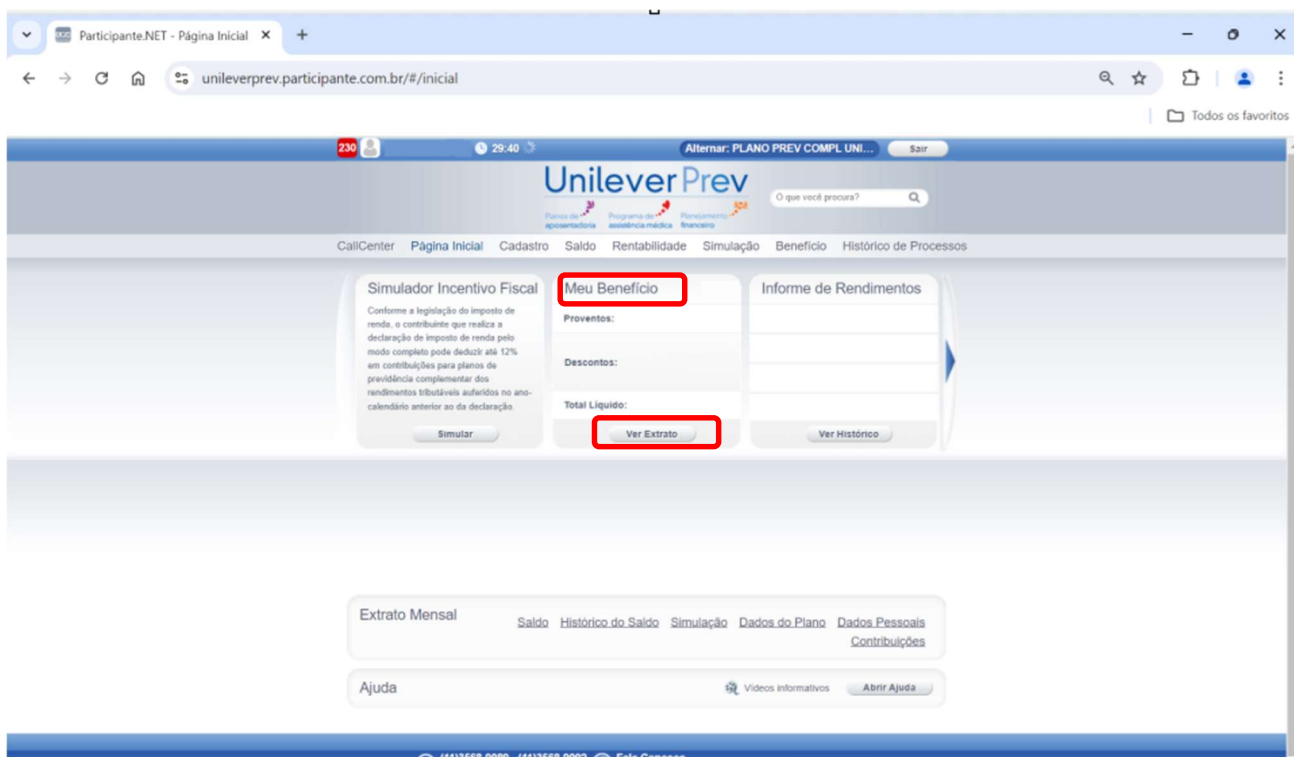 Participante.NET - Página Inicial
unileverprev.participante.com.br/#/inicial
Todos os favoritos
230
29:40
Alternar: PLANO PREV COMPL UNI...
Sair
UnileverPrev
O que você procura?
Planos de aposentadoria
Programa de assistência médica
Planejamento financeiro
CallCenter Página Inicial Cadastro Saldo Rentabilidade Simulação Benefício Histórico de Processos
Simulador Incentivo Fiscal
Conforme a legislação do imposto de
renda, o contribuinte que realiza a
declaração de imposto de renda pelo
modo completo pode deduzir até 12%
em contribuições para planos de
previdência complementar dos
rendimentos tributáveis auferidos no ano-
calendário anterior ao da declaração.
Simular
Meu Benefício
Proventos:
Descontos:
Total Líquido:
Ver Extrato
Informe de Rendimentos
Ver Histórico
Extrato Mensal
Saldo Histórico do Saldo Simulação Dados do Plano Dados Pessoais
Contribuições
Ajuda
Vídeos informativos
Abrir Ajuda
Fale Conosco